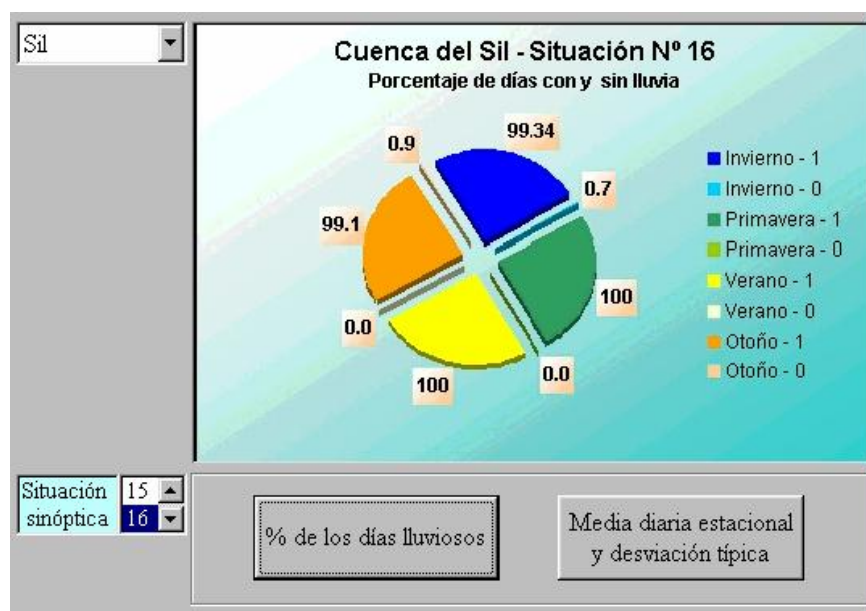 Sil
Cuenca del Sil - Situación Nº 16
Porcentaje de días con y sin lluvia
99.34
0.9
0.7
99.1
100
0.0
0.0
100
Invierno - 1
Invierno - 0
Primavera - 1
Primavera - 0
Verano - 1
Verano - 0
Otoño - 1
Otoño - 0
Situación
sinóptica
15
16
% de los días lluviosos
Media diaria estacional
y desviación típica